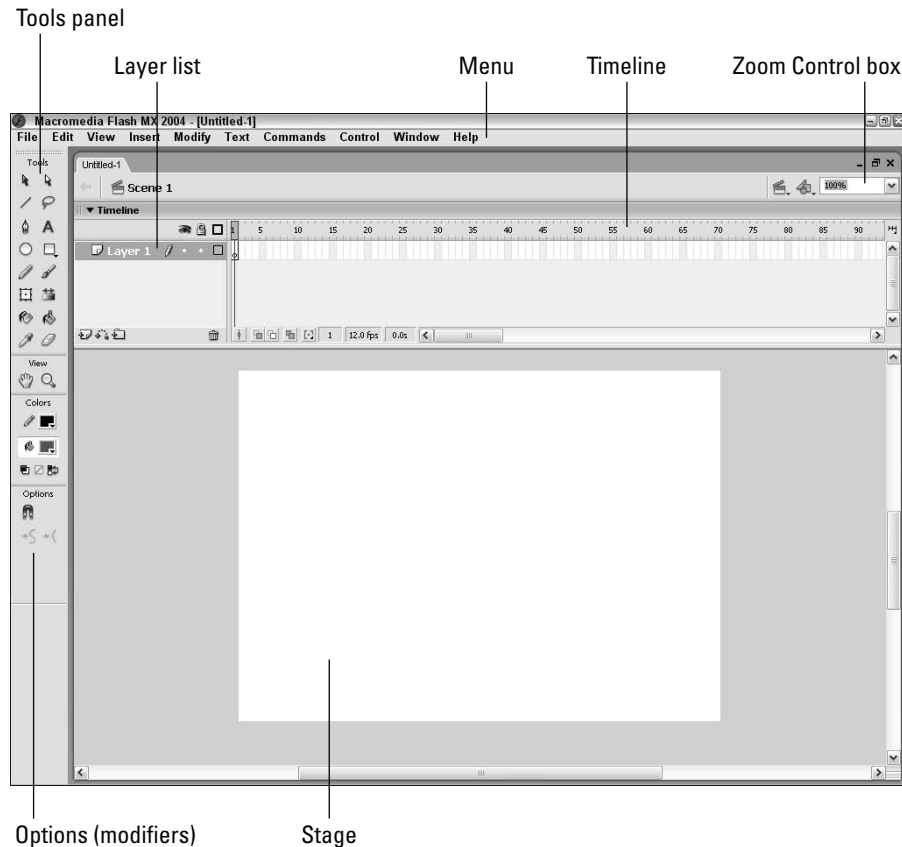 Tools panel
Layer list
Menu
Timeline
Zoom Control box
Macromedia Flash MX 2004 - [Untitled-1]
File Edit View Insert Modify Text Commands Control Window Help
Tools
Untitled-1
Scene 1
100%
Timeline
1 5 10 15 20 25 30 35 40 45 50 55 60 65 70 75 80 85 90
Layer 1
1 12.0 fps 0.0s
A
View
Colors
Options
Options (modifiers)
Stage